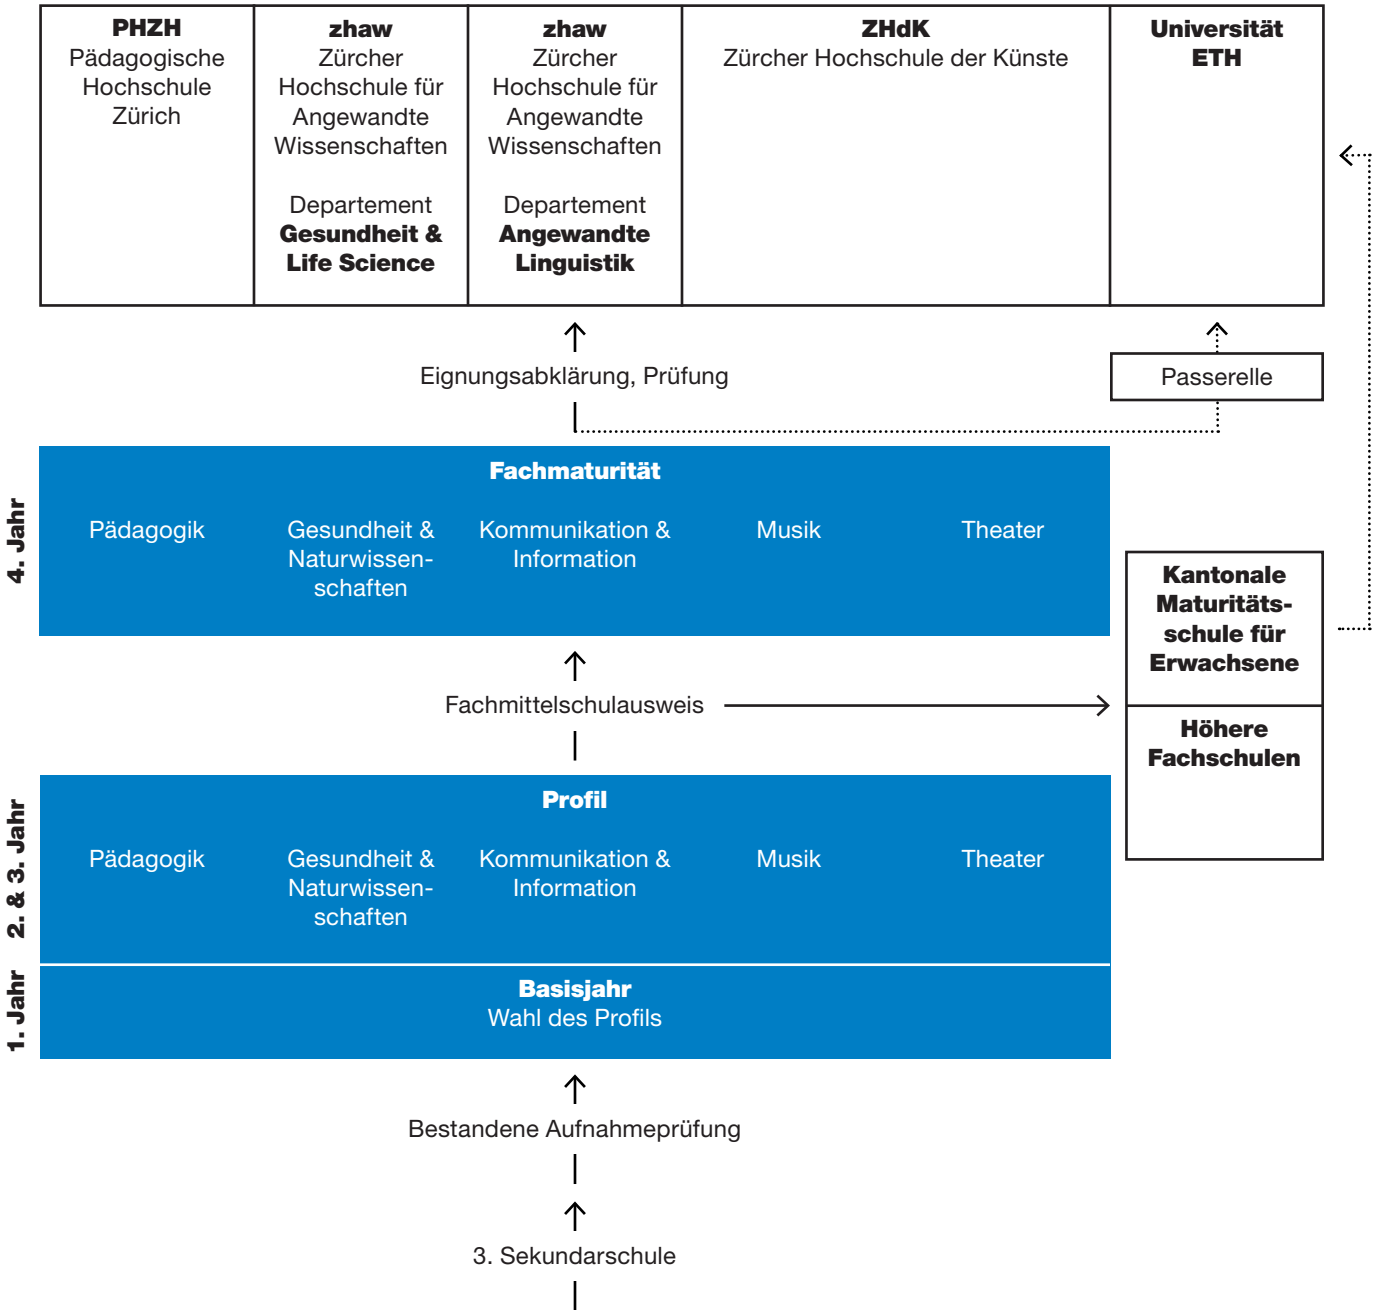 PHZH
Pädagogische
Hochschule
Zürich
zhaw
Zürcher
Hochschule für
Angewandte
Wissenschaften
Departement
Gesundheit &
Life Science
zhaw
Zürcher
Hochschule für
Angewandte
Wissenschaften
Departement
Angewandte
Linguistik
ZHdK
Zürcher Hochschule der Künste
Universität
ETH
Eignungsabklärung, Prüfung
Passerelle
4. Jahr
Fachmaturität
Pädagogik
Gesundheit &
Naturwissen-
schaften
Kommunikation &
Information
Musik
Theater
Kantonale
Maturitäts-
schule für
Erwachsene
Fachmittelschulausweis
Höhere
Fachschulen
2. & 3. Jahr
Profil
Pädagogik
Gesundheit &
Naturwissen-
schaften
Kommunikation &
Information
Musik
Theater
1. Jahr
Basisjahr
Wahl des Profils
Bestandene Aufnahmeprüfung
3. Sekundarschule